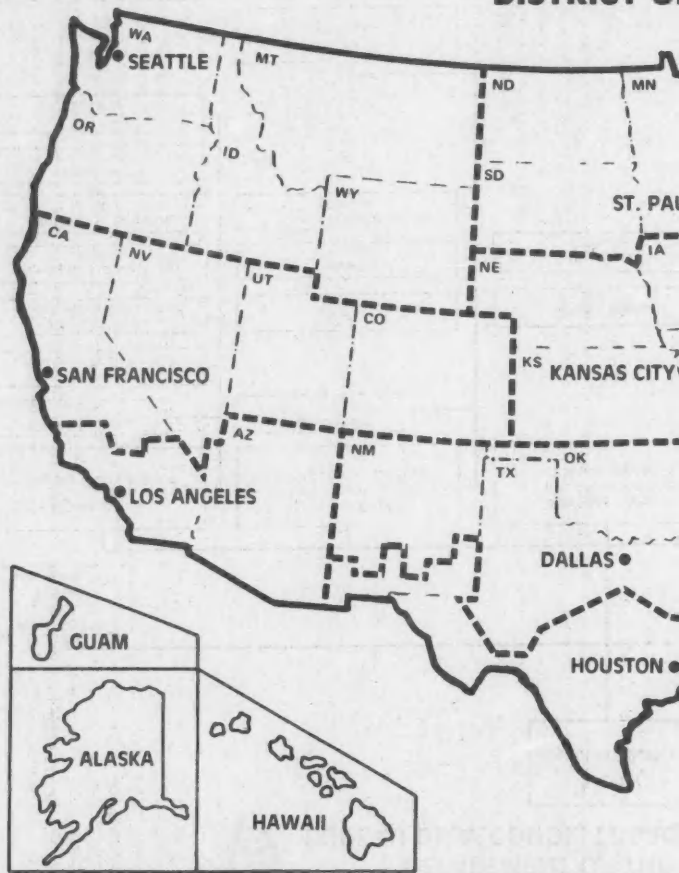 DISTRICT
WA
SEATTLE
MT
ND
MN
OR
ID
SD
WY
ST.
CA
NV
UT
NE
IA
CO
KS
SAN FRANCISCO
KANSAS CITY
AZ
NM
TX
OK
LOS ANGELES
DALLAS
GUAM
HOUSTON
ALASKA
HAWAII